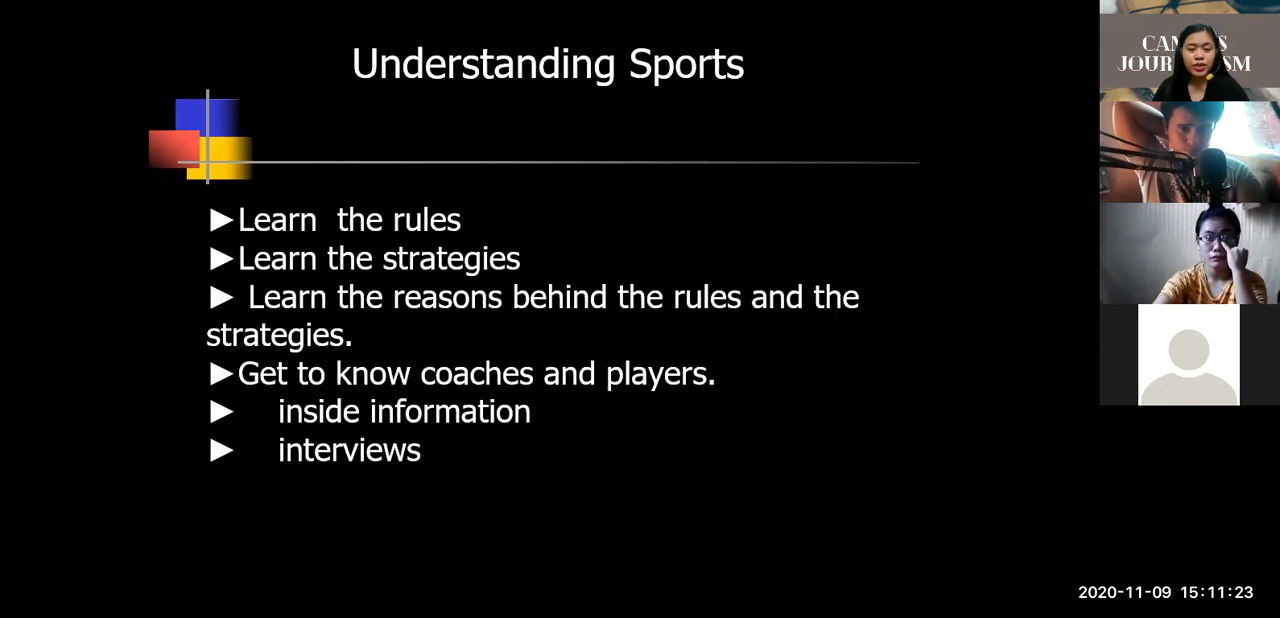 Understanding Sports
►Learn  the rules
►Learn the strategies
► Learn the reasons behind the rules and the
strategies.
►Get to know coaches and players.
►    inside information
►    interviews
2020-11-09 15:11:23